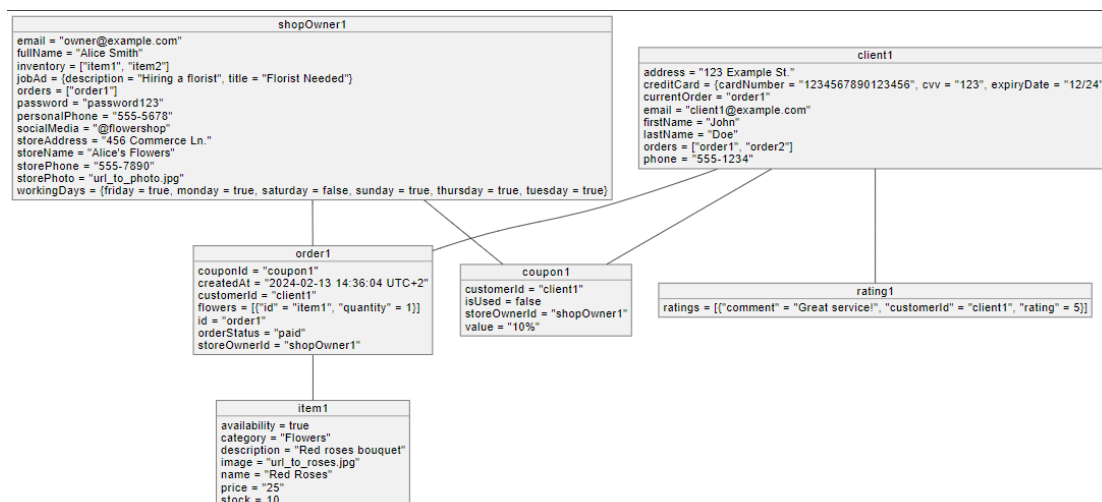 shopOwner1
email = "owner@example.com"
fullName = "Alice Smith"
inventory = ["item1", "item2"]
jobAd = {description = "Hiring a florist", title = "Florist Needed"}
orders = ["order1"]
password = "password123"
personalPhone = "555-5678"
socialMedia = "@flowershop"
storeAddress = "456 Commerce Ln."
storeName = "Alice's Flowers"
storePhone = "555-7890"
storePhoto = "url_to_photo.jpg"
workingDays = {friday = true, monday = true, saturday = false, sunday = true, thursday = true, tuesday = true}
client1
address = "123 Example St."
creditCard = {cardNumber = "1234567890123456", cvv = "123", expiryDate = "12/24"
currentOrder = "order1"
email = "client1@example.com"
firstName = "John"
lastName = "Doe"
orders = ["order1", "order2"]
phone = "555-1234"
order1
couponId = "coupon1"
createdAt = "2024-02-13 14:36:04 UTC+2"
customerId = "client1"
flowers = [{"id" = "item1", "quantity" = 1}]
id = "order1"
orderStatus = "paid"
storeOwnerId = "shopOwner1"
coupon1
customerId = "client1"
isUsed = false
storeOwnerId = "shopOwner1"
value = "10%"
rating1
ratings = [{"comment" = "Great service!", "customerId" = "client1", "rating" = 5}]
item1
availability = true
category = "Flowers"
description = "Red roses bouquet"
image = "url_to_roses.jpg"
name = "Red Roses"
price = "25"
stock = 10